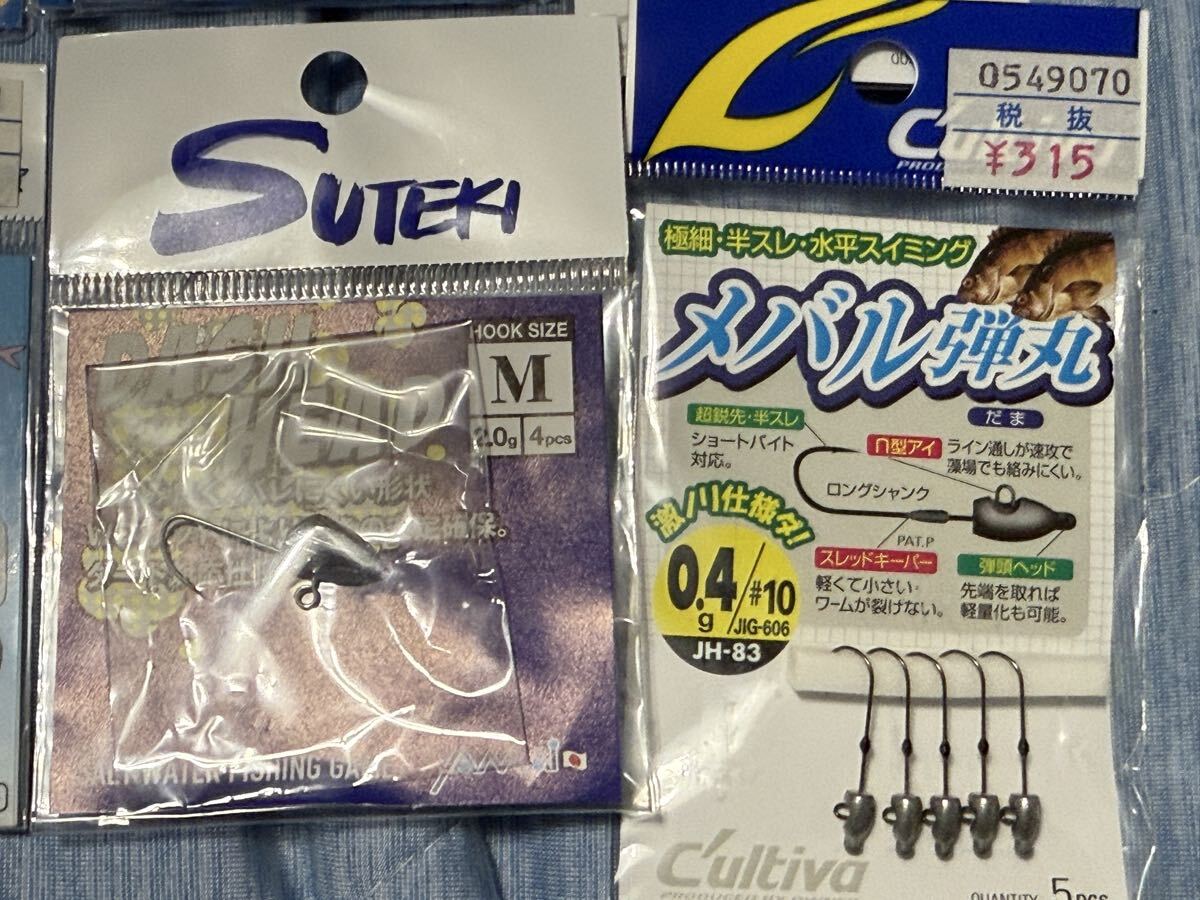 SUTEKI
HOOK SIZE
M
2.0g 4pcs
FISHING
0549070
税 抜
¥315
極細・半スレ・水平スイミング
メバル弾丸
だま
超鋭先・半スレ
ショートバイト
対応。
∩型アイ
ライン通しが速攻で
藻場でも絡みにくい。
ロングシャンク
PAT.P
スレッドキーパー
軽くて小さい
ワームが裂けない。
弾頭ヘッド
先端を取れば
軽量化も可能。
激ﾉﾘ仕様ダ!
0.4g/#10
JIG-606
JH-83
C'ultiva
QUANTITY 5pcs